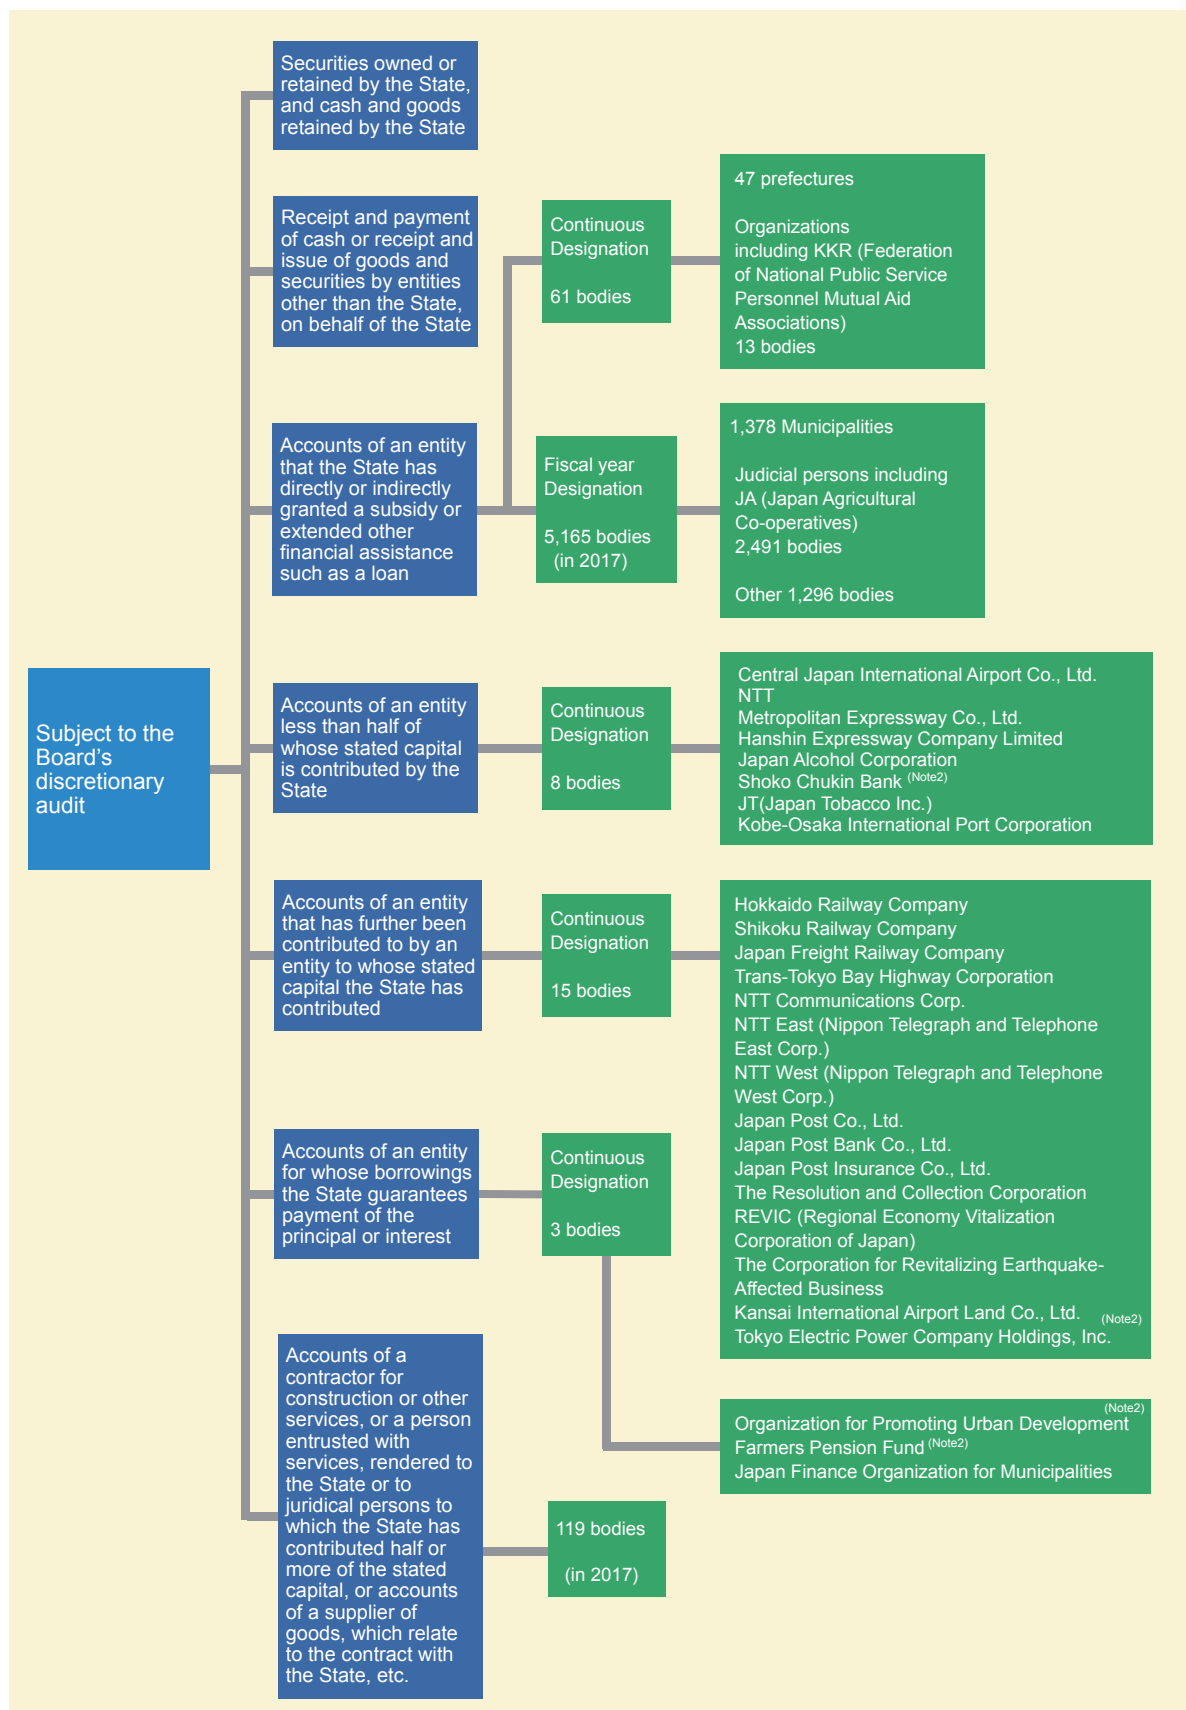 Subject to the
Board’s
discretionary
audit
Securities owned or
retained by the State,
and cash and goods
retained by the State
Receipt and payment
of cash or receipt and
issue of goods and
securities by entities
other than the State,
on behalf of the State
Accounts of an entity
that the State has
directly or indirectly
granted a subsidy or
extended other
financial assistance
such as a loan
Continuous
Designation
61 bodies
47 prefectures
Organizations
including KKR (Federation
of National Public Service
Personnel Mutual Aid
Associations)
13 bodies
Fiscal year
Designation
5,165 bodies
(in 2017)
1,378 Municipalities
Judicial persons including
JA (Japan Agricultural
Co-operatives)
2,491 bodies
Other 1,296 bodies
Accounts of an entity
less than half of
whose stated capital
is contributed by the
State
Continuous
Designation
8 bodies
Central Japan International Airport Co., Ltd.
NTT
Metropolitan Expressway Co., Ltd.
Hanshin Expressway Company Limited
Japan Alcohol Corporation
Shoko Chukin Bank (Note2)
JT(Japan Tobacco Inc.)
Kobe-Osaka International Port Corporation
Accounts of an entity
that has further been
contributed to by an
entity to whose stated
capital the State has
contributed
Continuous
Designation
15 bodies
Hokkaido Railway Company
Shikoku Railway Company
Japan Freight Railway Company
Trans-Tokyo Bay Highway Corporation
NTT Communications Corp.
NTT East (Nippon Telegraph and Telephone
East Corp.)
NTT West (Nippon Telegraph and Telephone
West Corp.)
Japan Post Co., Ltd.
Japan Post Bank Co., Ltd.
Japan Post Insurance Co., Ltd.
The Resolution and Collection Corporation
REVIC (Regional Economy Vitalization
Corporation of Japan)
The Corporation for Revitalizing Earthquake-
Affected Business
Kansai International Airport Land Co., Ltd.
Tokyo Electric Power Company Holdings, Inc. (Note2)
Accounts of an entity
for whose borrowings
the State guarantees
payment of the
principal or interest
Continuous
Designation
3 bodies
Organization for Promoting Urban Development (Note2)
Farmers Pension Fund (Note2)
Japan Finance Organization for Municipalities
Accounts of a
contractor for
construction or other
services, or a person
entrusted with
services, rendered to
the State or to
juridical persons to
which the State has
contributed half or
more of the stated
capital, or accounts
of a supplier of
goods, which relate
to the contract with
the State, etc.
119 bodies
(in 2017)